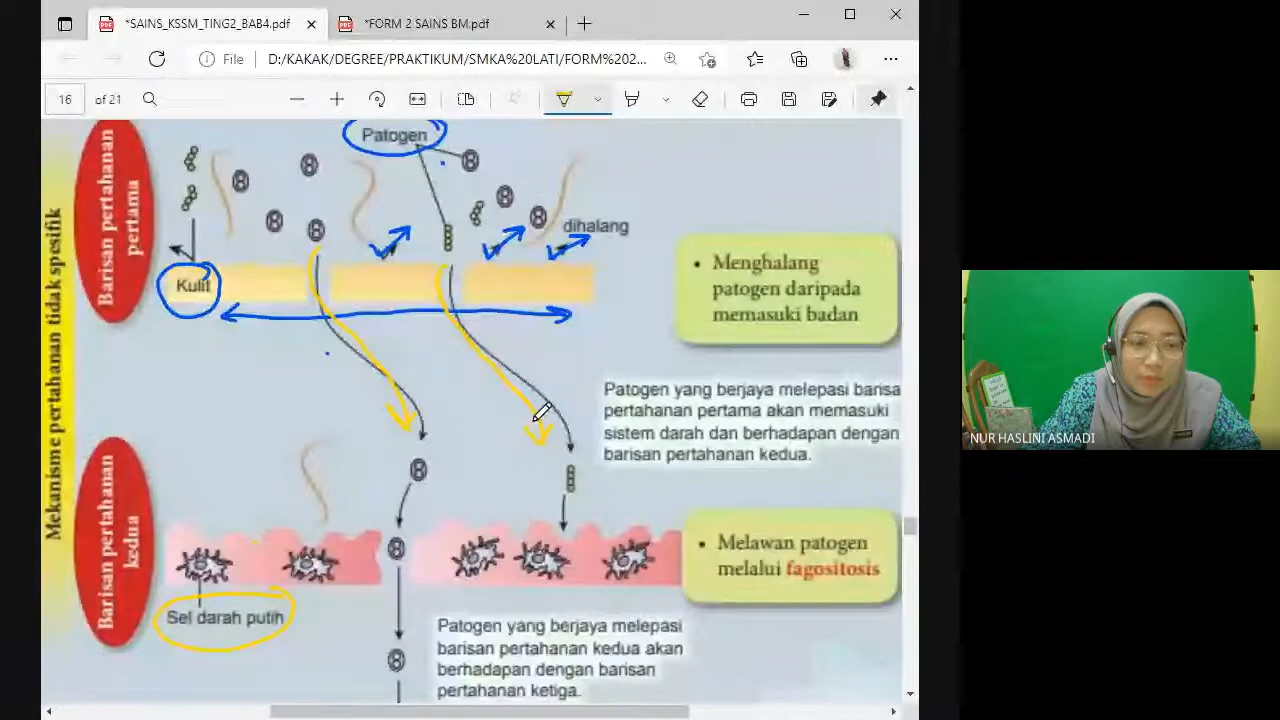 *SAINS_KSSM_TING2_BAB4.pdf
*FORM 2 SAINS BM.pdf
File
D:/KAKAK/DEGREE/PRAKTIKUM/SMKA%20LATI/FORM%202...
16
of 21
Mekanisme pertahanan tidak spesifik
Barisan pertahanan
pertama
Patogen
dihalang
Kulit
• Menghalang
patogen daripada
memasuki badan
Patogen yang berjaya melepasi barisa
pertahanan pertama akan memasuki
sistem darah dan berhadapan dengan
barisan pertahanan kedua.
NUR HASLINI ASMADI
Barisan pertahanan
kedua
Sel darah putih
• Melawan patogen
melalui fagositosis
Patogen yang berjaya melepasi
barisan pertahanan kedua akan
berhadapan dengan barisan
pertahanan ketiga.